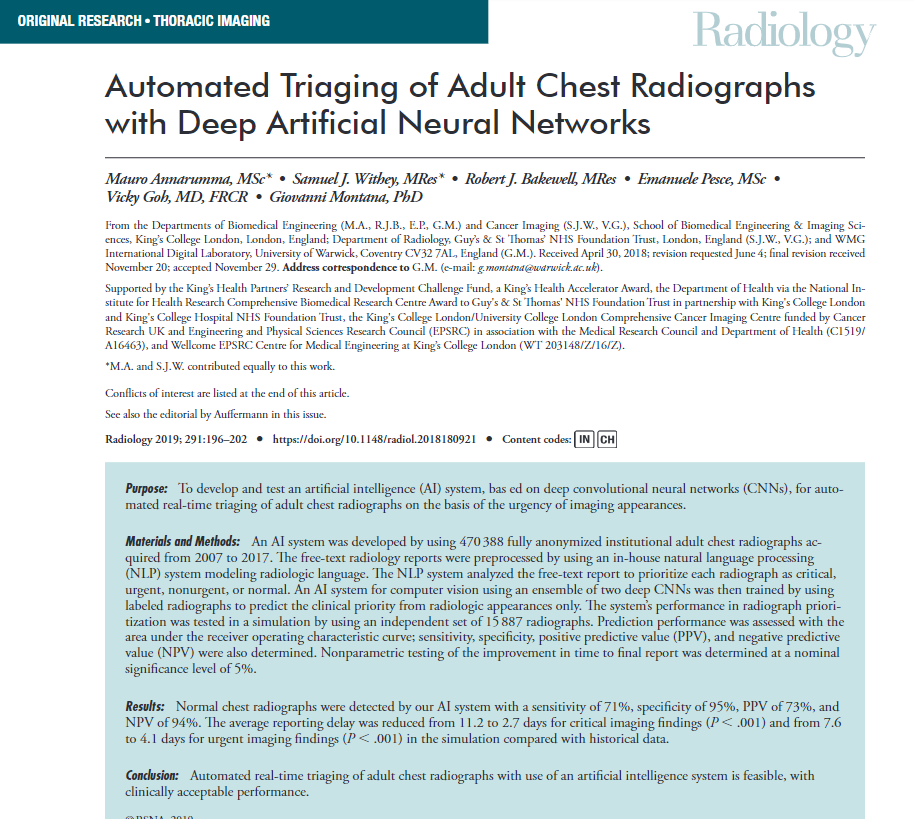 ORIGINAL RESEARCH • THORACIC IMAGING
Radiology
Automated Triaging of Adult Chest Radiographs
with Deep Artificial Neural Networks
Mauro Annarumma, MSc* • Samuel J. Withey, MRes* • Robert J. Bakewell, MRes • Emanuele Pesce, MSc •
Vicky Goh, MD, FRCR • Giovanni Montana, PhD
From the Departments of Biomedical Engineering (M.A., R.J.B., E.P., G.M.) and Cancer Imaging (S.J.W., V.G.), School of Biomedical Engineering & Imaging Sci-
ences, King's College London, London, England; Department of Radiology, Guy's & St Thomas' NHS Foundation Trust, London, England (S.J.W., V.G.); and WMG
International Digital Laboratory, University of Warwick, Coventry CV32 7AL, England (G.M.). Received April 30, 2018; revision requested June 4; final revision received
November 20; accepted November 29. Address correspondence to G.M. (e-mail: g.montana@warwick.ac.uk).
Supported by the King's Health Partners' Research and Development Challenge Fund, a King's Health Accelerator Award, the Department of Health via the National In-
stitute for Health Research Comprehensive Biomedical Research Centre Award to Guy's & St Thomas' NHS Foundation Trust in partnership with King's College London
and King's College Hospital NHS Foundation Trust, the King's College London/University College London Comprehensive Cancer Imaging Centre funded by Cancer
Research UK and Engineering and Physical Sciences Research Council (EPSRC) in association with the Medical Research Council and Department of Health (C1519/
A16463), and Wellcome EPSRC Centre for Medical Engineering at King's College London (WT 203148/Z/16/Z).
*M.A. and S.J.W. contributed equally to this work.
Conflicts of interest are listed at the end of this article.
See also the editorial by Auffermann in this issue.
Radiology 2019; 291:196–202 • https://doi.org/10.1148/radiol.2018180921 • Content codes: IN CH
Purpose: To develop and test an artificial intelligence (AI) system, bas ed on deep convolutional neural networks (CNNs), for auto-
mated real-time triaging of adult chest radiographs on the basis of the urgency of imaging appearances.
Materials and Methods: An AI system was developed by using 470 388 fully anonymized institutional adult chest radiographs ac-
quired from 2007 to 2017. The free-text radiology reports were preprocessed by using an in-house natural language processing
(NLP) system modeling radiologic language. The NLP system analyzed the free-text report to prioritize each radiograph as critical,
urgent, nonurgent, or normal. An AI system for computer vision using an ensemble of two deep CNNs was then trained by using
labeled radiographs to predict the clinical priority from radiologic appearances only. The system's performance in radiograph priori-
tization was tested in a simulation by using an independent set of 15 887 radiographs. Prediction performance was assessed with the
area under the receiver operating characteristic curve; sensitivity, specificity, positive predictive value (PPV), and negative predictive
value (NPV) were also determined. Nonparametric testing of the improvement in time to final report was determined at a nominal
significance level of 5%.
Results: Normal chest radiographs were detected by our AI system with a sensitivity of 71%, specificity of 95%, PPV of 73%, and
NPV of 94%. The average reporting delay was reduced from 11.2 to 2.7 days for critical imaging findings (P < .001) and from 7.6
to 4.1 days for urgent imaging findings (P < .001) in the simulation compared with historical data.
Conclusion: Automated real-time triaging of adult chest radiographs with use of an artificial intelligence system is feasible, with
clinically acceptable performance.